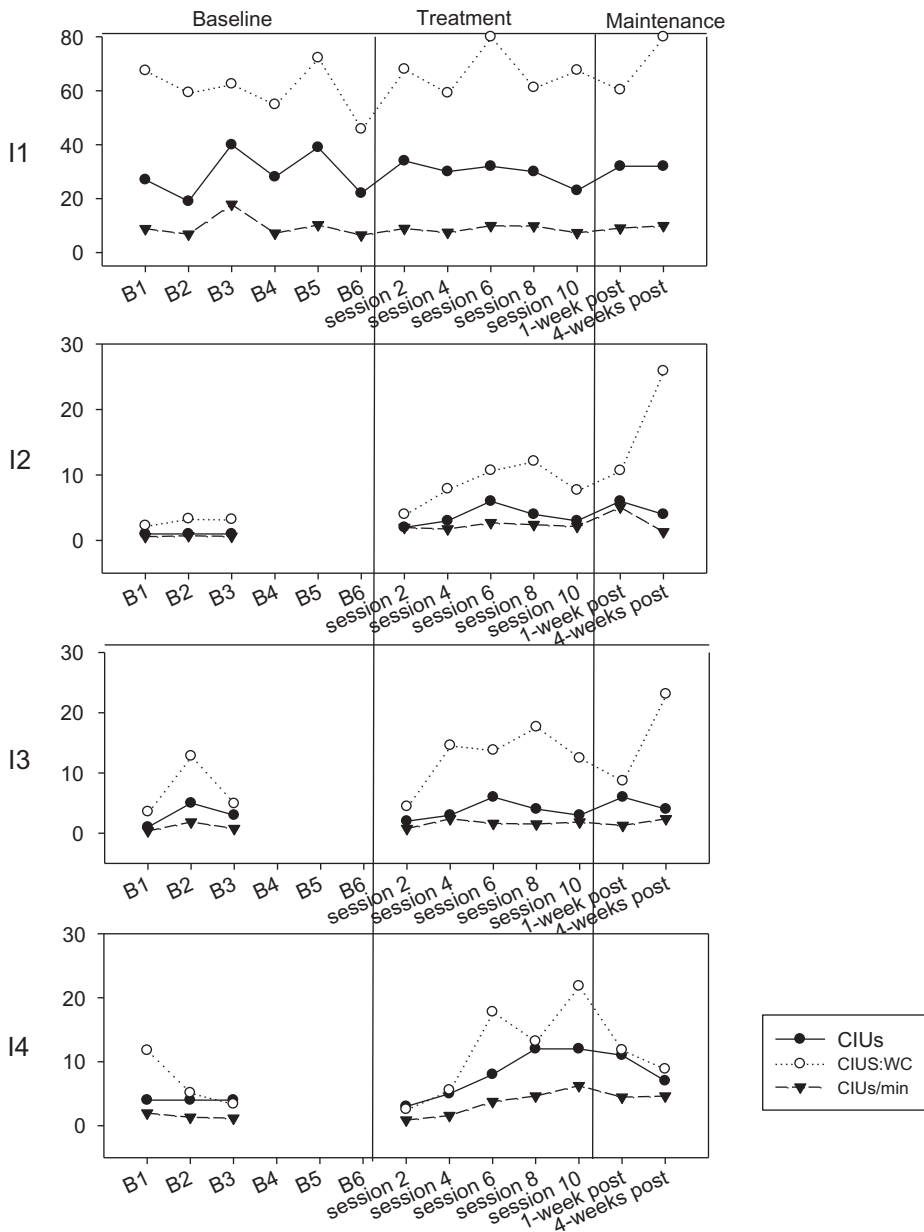 Baseline Treatment Maintenance
I1
80
60
40
20
0
B1 B2 B3 B4 B5 B6 session 2 session 4 session 6 session 8 session 10 1-week post 4-weeks post
I2
30
20
10
0
B1 B2 B3 B4 B5 B6 session 2 session 4 session 6 session 8 session 10 1-week post 4-weeks post
I3
30
20
10
0
B1 B2 B3 B4 B5 B6 session 2 session 4 session 6 session 8 session 10 1-week post 4-weeks post
I4
30
20
10
0
B1 B2 B3 B4 B5 B6 session 2 session 4 session 6 session 8 session 10 1-week post 4-weeks post
CIUs
CIUS:WC
CIUs/min